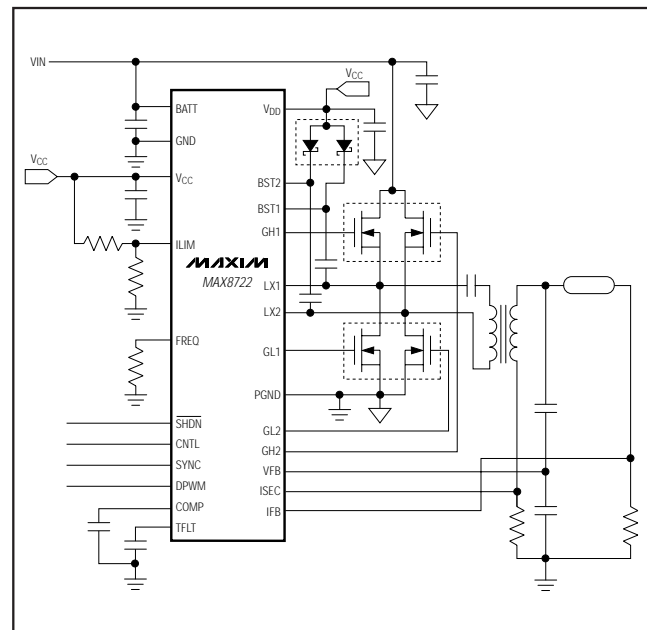 VIN
VCC
BATT
VDD
GND
VCC
VCC
BST2
BST1
GH1
ILIM
MAXIM
MAX8722
LX1
LX2
FREQ
GL1
PGND
SHDN
GL2
CNTL
GH2
SYNC
VFB
DPWM
ISEC
COMP
IFB
TFLT